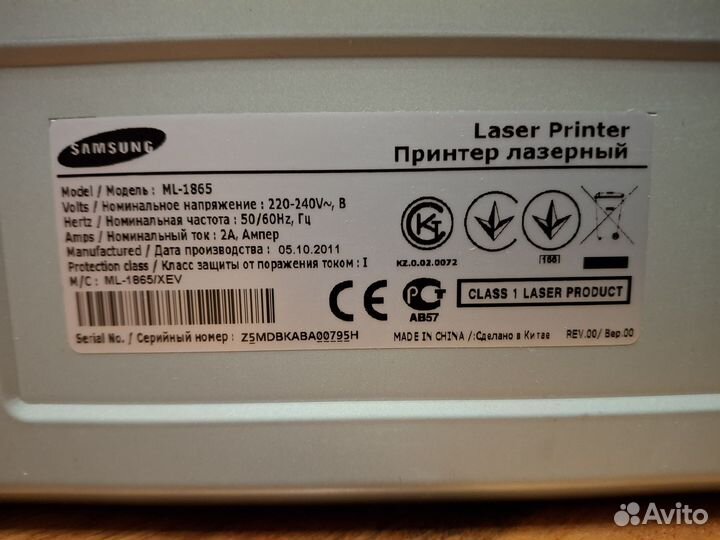 SAMSUNG
Laser Printer
Принтер лазерный
Model / Модель : ML-1865
Volts / Номинальное напряжение : 220-240V~, В
Hertz / Номинальная частота : 50/60Hz, Гц
Amps / Номинальный ток : 2A, Ампер
Manufactured / Дата производства : 05.10.2011
Protection class / Класс защиты от поражения током : I
M/C : ML-1865/XEV
KZ.0.02.0072
166
AB57
CLASS 1 LASER PRODUCT
Serial No. / Серийный номер : Z5MDBKABA00795H
MADE IN CHINA /:Сделано в Китае
REV.00/ Вер.00
Avito